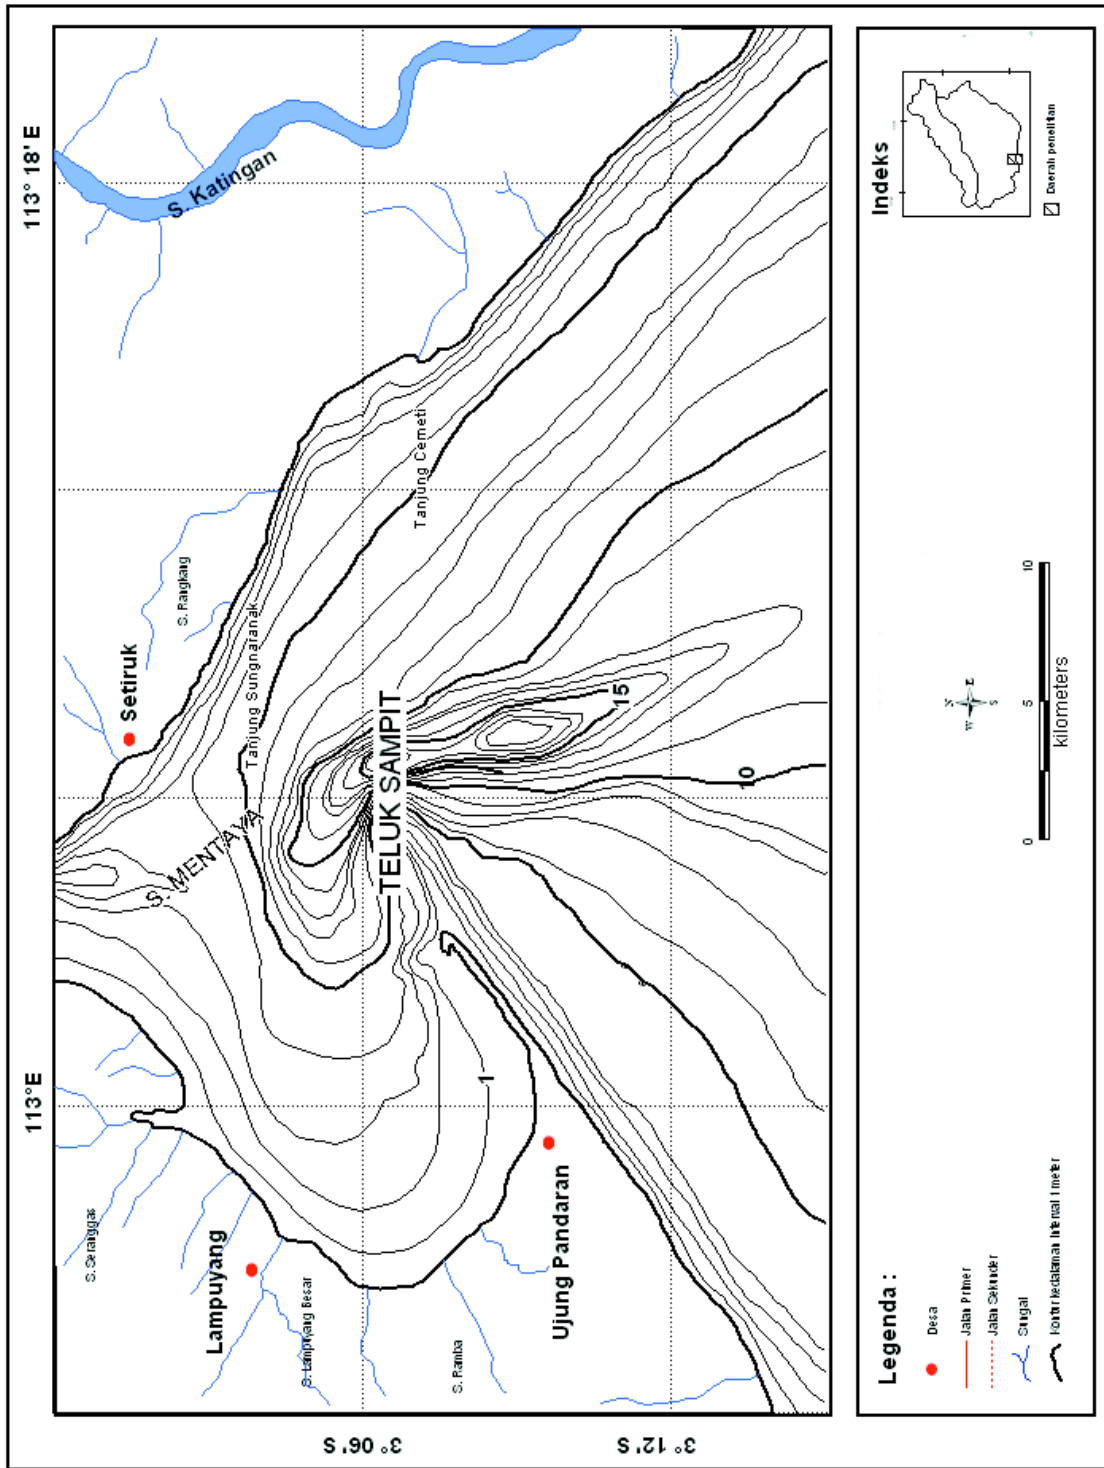 113°E
113° 18' E
3° 06' S
3° 12' S
S. Katingan
Setiruk
S. Rangkang
Tanjung Sungnaranak
Tanjung Cemeti
S. MENTAYA
TELUK SAMPIT
15
10
1
S. Seranggas
Lampuyang
S. Lampuyang Besar
S. Ramba
Ujung Pandaran
Legenda :
Desa
Jalan Primer
Jalan Sekunder
Sungai
Kontur kedalaman Interval 1 meter
N
W
E
S
0
5
10
kilometers
Indeks
Daerah penelitian